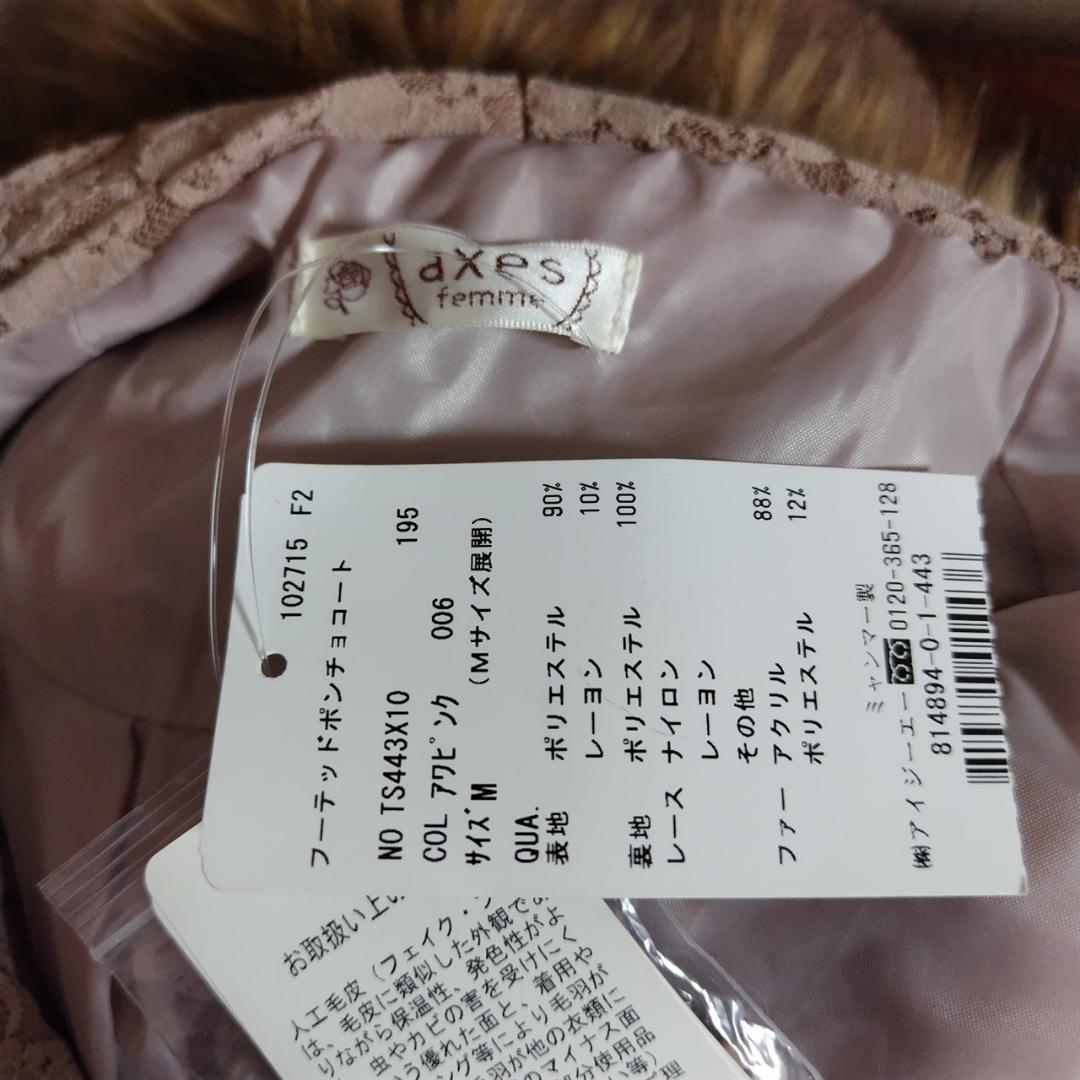 axes
femme
102715 F2
フーテッドポンチョコート
195
NO TS443X10
COL アワピンク 006
サイズM (Mサイズ展開)
QUA.
表地 ポリエステル 90%
レーヨン 10%
裏地 ポリエステル 100%
レース ナイロン
レーヨン
その他
ファー アクリル 88%
ポリエステル 12%
ミャンマー製
㈱アイジーエー 0120-365-128
814894-0-1-443
お取扱い上
人工毛皮(フェイク・
は、毛皮に類似した外観で
りながら保温性、発色性がよ
虫やカビの害を受けにく
う優れた面と、着用や
ング等により毛羽が
毛羽が他の衣類に
のマイナス面
部分使用品
い等)
理